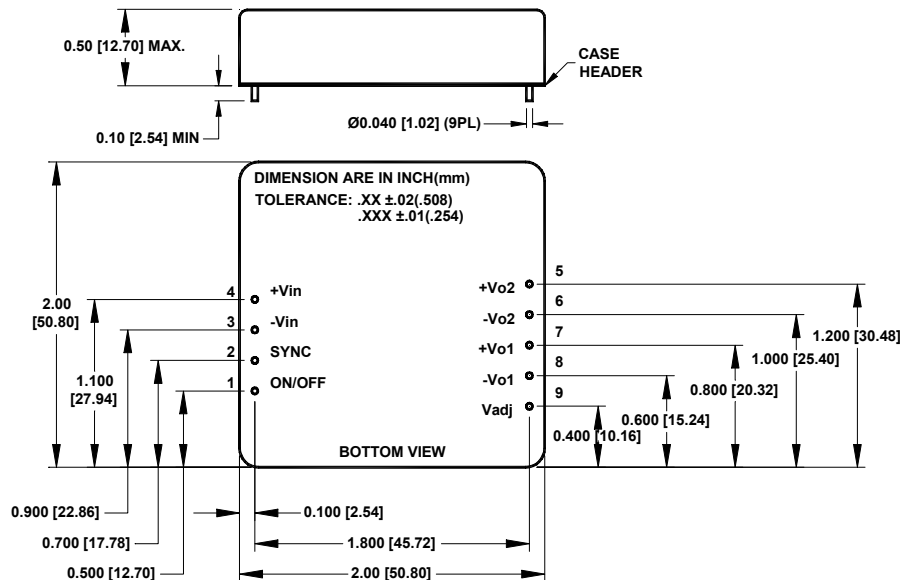 0.50 [12.70] MAX.
CASE
HEADER
0.10 [2.54] MIN
Ø0.040 [1.02] (9PL)
DIMENSION ARE IN INCH(mm)
TOLERANCE: .XX ±.02(.508)
.XXX ±.01(.254)
2.00
[50.80]
1.100
[27.94]
4 +Vin
3 -Vin
2 SYNC
1 ON/OFF
+Vo2 5
-Vo2 6
+Vo1 7
-Vo1 8
Vadj 9
1.200 [30.48]
1.000 [25.40]
0.800 [20.32]
0.600 [15.24]
0.400 [10.16]
BOTTOM VIEW
0.900 [22.86]
0.700 [17.78]
0.500 [12.70]
0.100 [2.54]
1.800 [45.72]
2.00 [50.80]